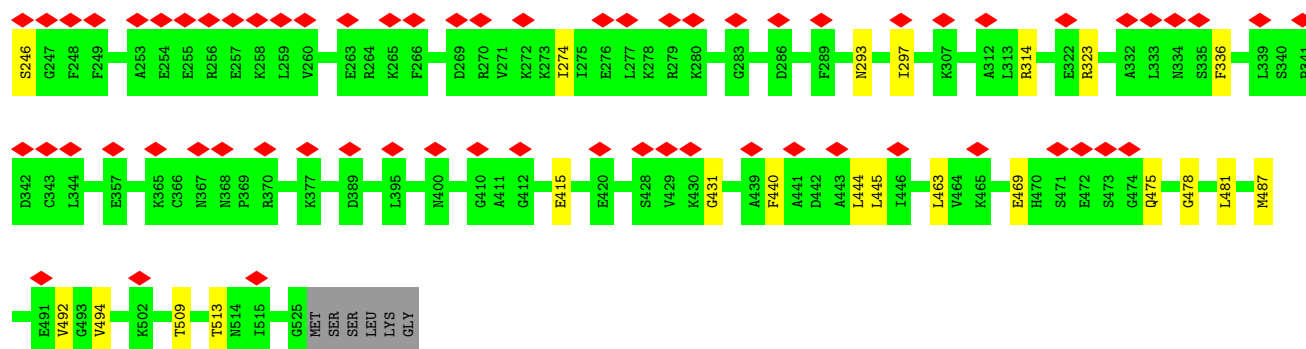 S246 G247 F248 F249 A253 E254 E255 R256 E257 K258 L259 V260 E263 R264 K265 F266 D269 R270 V271 K272 K273 I274 I275 E276 L277 K278 R279 K280 G283 D286 F289 N293 I297 K307 A312 L313 R314 E322 R323 A332 L333 N334 S335 F336 L339 S340 P341
D342 C343 L344 E357 K365 C366 N367 N368 P369 R370 K377 D389 L395 N400 G410 A411 G412 E415 E420 S428 V429 K430 G431 A439 F440 A441 D442 A443 L444 L445 I446 L463 V464 K465 E469 H470 S471 E472 S473 G474 Q475 G478 L481 M487
E491 V492 G493 V494 K502 T509 T513 N514 I515 G525 MET SER SER LEU LYS GLY